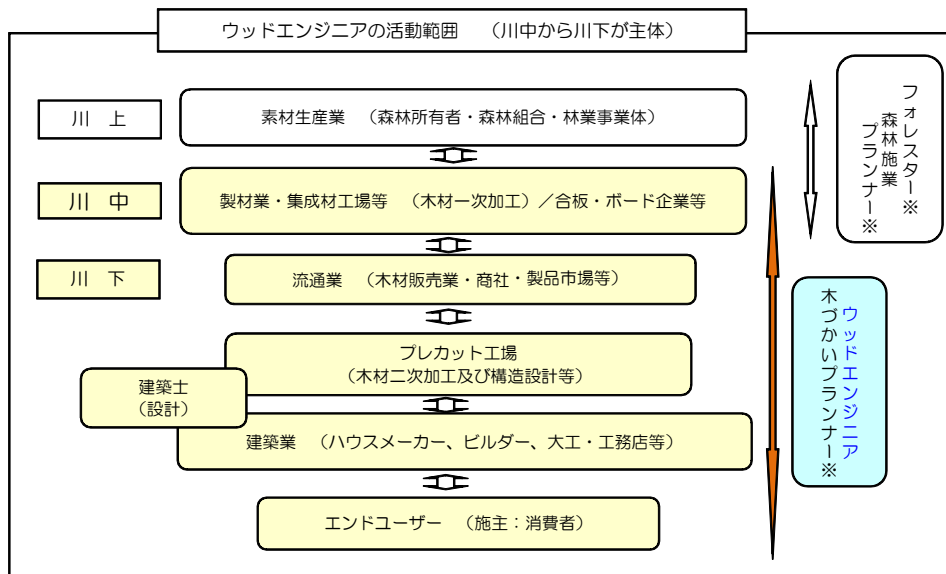 ウッドエンジニアの活動範囲　（川中から川下が主体）
川　上
素材生産業　（森林所有者・森林組合・林業事業体）
川　中
製材業・集成材工場等　（木材一次加工）／合板・ボード企業等
川　下
流通業　（木材販売業・商社・製品市場等）
プレカット工場
（木材二次加工及び構造設計等）
建築士
（設計）
建築業　（ハウスメーカー、ビルダー、大工・工務店等）
エンドユーザー　（施主：消費者）
フォレスター※
森林施業
プランナー※
ウッドエンジニア
木づかいプランナー※